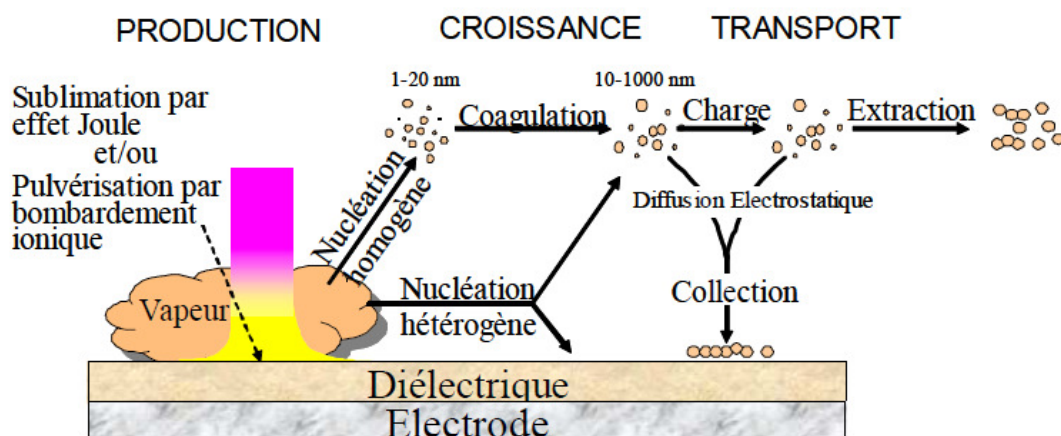 PRODUCTION
CROISSANCE
TRANSPORT
Sublimation par
effet Joule
et/ou
Pulvérisation par
bombardement
ionique
Vapeur
Nucléation
homogène
1-20 nm
Coagulation
10-1000 nm
Charge
Extraction
Nucléation
hétérogène
Diffusion Electrostatique
Collection
Diélectrique
Electrode